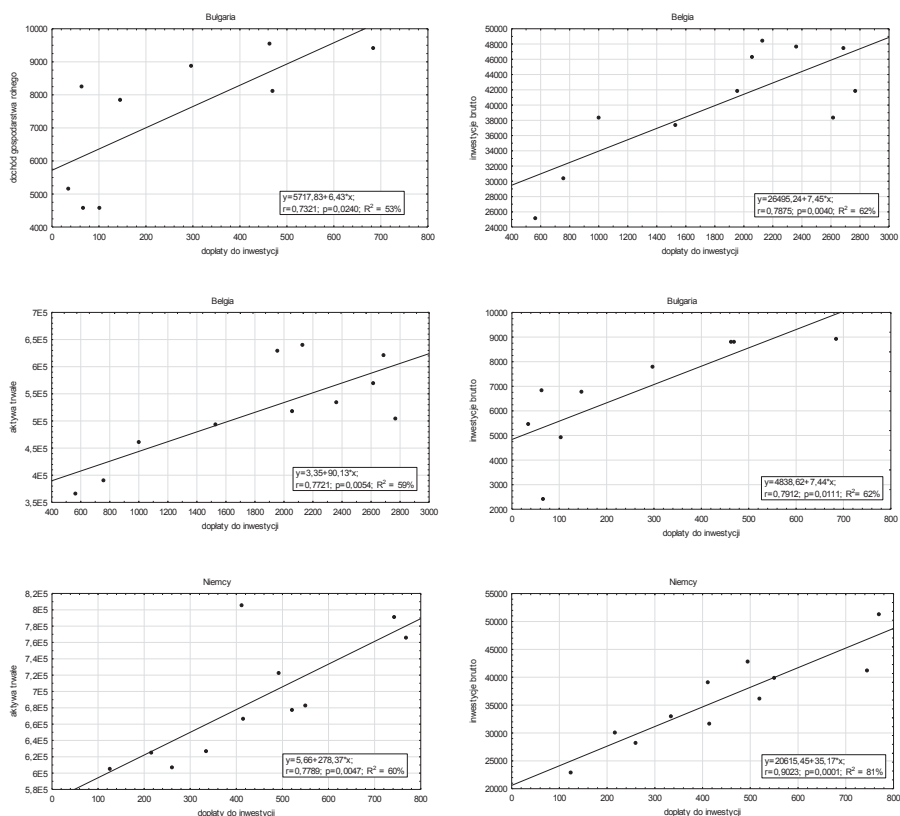 Bułgaria
dochód gospodarstwa rolnego
10000
9000
8000
7000
6000
5000
4000
y=5717,83+6,43*x;
r=0,7321; p=0,0240; R² = 53%
0 100 200 300 400 500 600 700 800
dopłaty do inwestycji
Belgia
inwestycje brutto
50000
48000
46000
44000
42000
40000
38000
36000
34000
32000
30000
28000
26000
24000
y=26495,24+7,45*x;
r=0,7875; p=0,0040; R² = 62%
400 600 800 1000 1200 1400 1600 1800 2000 2200 2400 2600 2800 3000
dopłaty do inwestycji
Belgia
aktywa trwałe
7E5
6,5E5
6E5
5,5E5
5E5
4,5E5
4E5
3,5E5
y=3,35+90,13*x;
r=0,7721; p=0,0054; R² = 59%
400 600 800 1000 1200 1400 1600 1800 2000 2200 2400 2600 2800 3000
dopłaty do inwestycji
Bułgaria
inwestycje brutto
10000
9000
8000
7000
6000
5000
4000
3000
2000
y=4838,62+7,44*x;
r=0,7912; p=0,0111; R²= 62%
0 100 200 300 400 500 600 700 800
dopłaty do inwestycji
Niemcy
aktywa trwałe
8,2E5
8E5
7,8E5
7,6E5
7,4E5
7,2E5
7E5
6,8E5
6,6E5
6,4E5
6,2E5
6E5
5,8E5
y=5,66+278,37*x;
r=0,7789; p=0,0047; R² = 60%
0 100 200 300 400 500 600 700 800
dopłaty do inwestycji
Niemcy
inwestycje brutto
55000
50000
45000
40000
35000
30000
25000
20000
y=20615,45+35,17*x;
r=0,9023; p=0,0001; R² = 81%
0 100 200 300 400 500 600 700 800
dopłaty do inwestycji